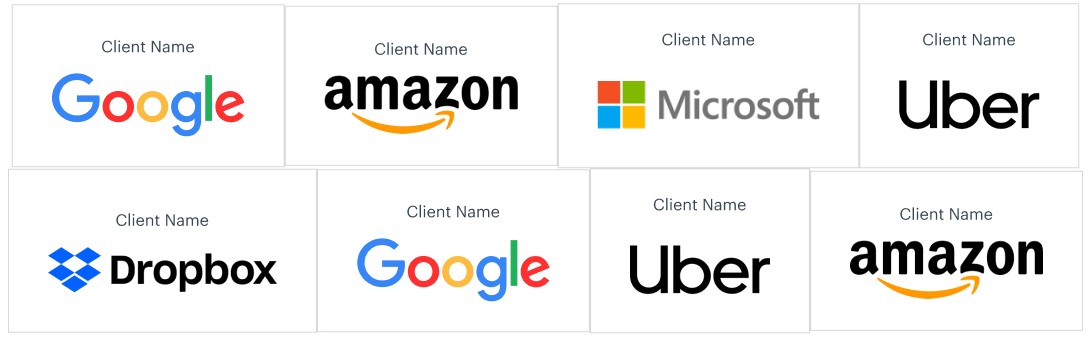 Client Name
Google
Client Name
amazon
Client Name
Microsoft
Client Name
Uber
Client Name
Dropbox
Client Name
Google
Client Name
Uber
Client Name
amazon